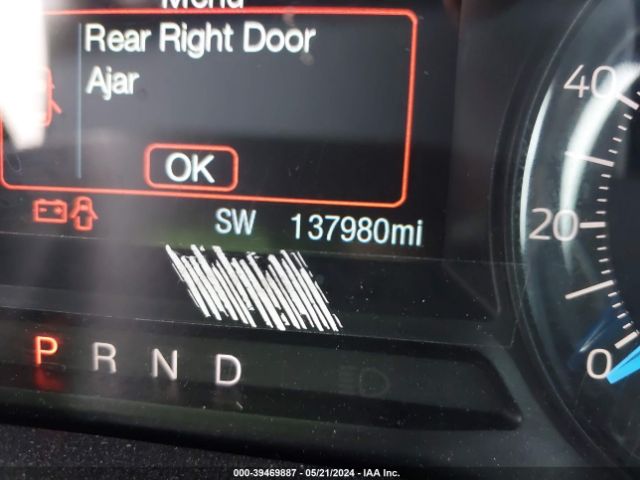 Menu
Rear Right Door
Ajar
OK
SW 137980mi
P R N D
40
20
0
000-39469887 - 05/21/2024 - IAA Inc.